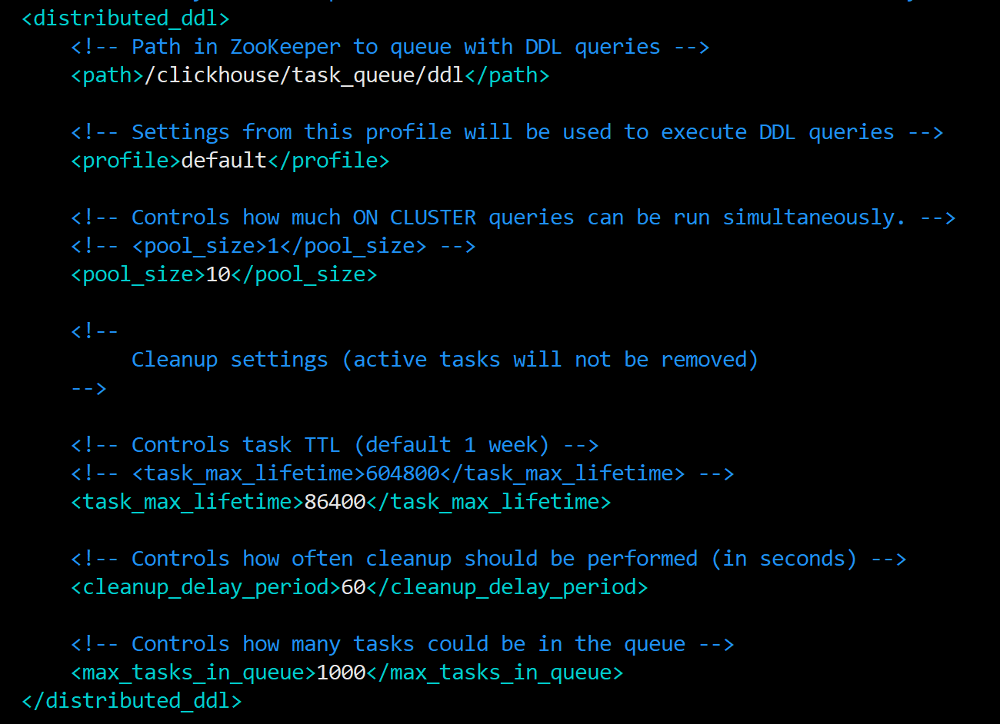 <distributed_ddl>
<!-- Path in ZooKeeper to queue with DDL queries -->
<path>/clickhouse/task_queue/ddl</path>
<!-- Settings from this profile will be used to execute DDL queries -->
<profile>default</profile>
<!-- Controls how much ON CLUSTER queries can be run simultaneously. -->
<!-- <pool_size>1</pool_size> -->
<pool_size>10</pool_size>
<!--
Cleanup settings (active tasks will not be removed)
-->
<!-- Controls task TTL (default 1 week) -->
<!-- <task_max_lifetime>604800</task_max_lifetime> -->
<task_max_lifetime>86400</task_max_lifetime>
<!-- Controls how often cleanup should be performed (in seconds) -->
<cleanup_delay_period>60</cleanup_delay_period>
<!-- Controls how many tasks could be in the queue -->
<max_tasks_in_queue>1000</max_tasks_in_queue>
</distributed_ddl>